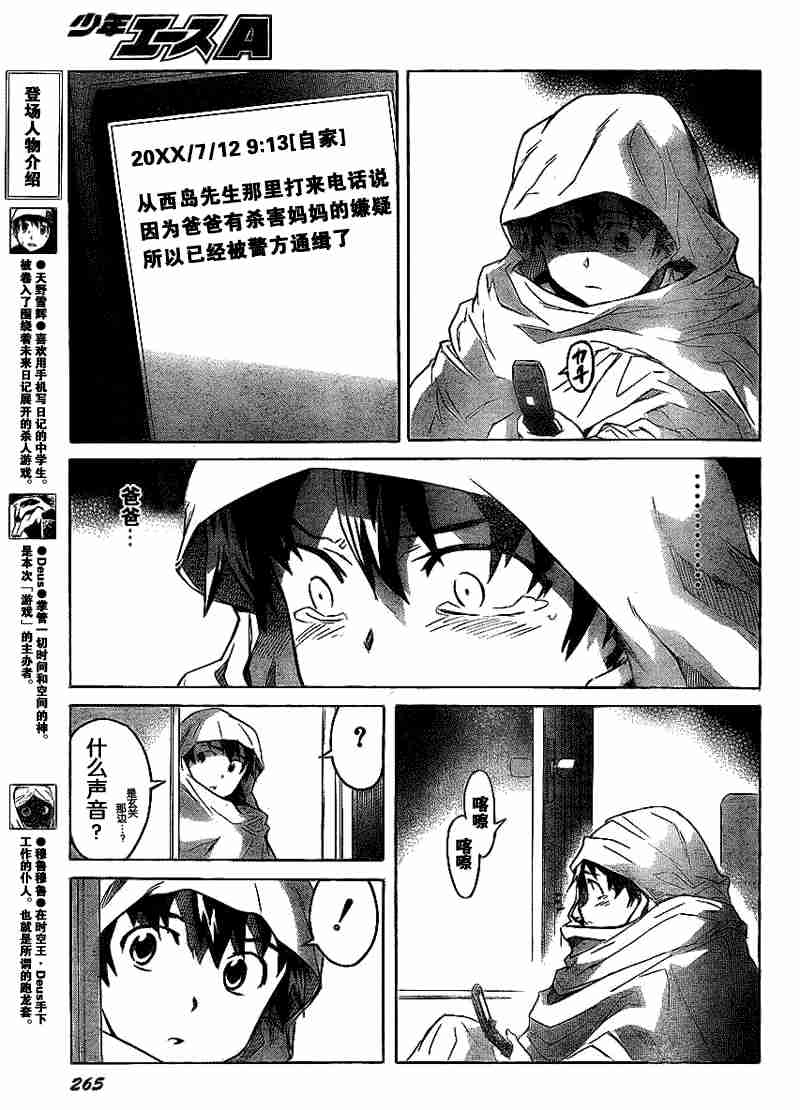 少年エースA
20XX/7/12 9:13[自家]
从西岛先生那里打来电话说
因为爸爸有杀害妈妈的嫌疑
所以已经被警方通缉了
カチ
爸爸…
………
喀嚓
喀嚓
？
什么声音？
是玄关
那边…？
！
登场人物介绍
●天野雪辉●喜欢用手机写日记的中学生。
被卷入了围绕着未来日记展开的杀人游戏。
●Deus●掌管一切时间和空间的神。
是本次「游戏」的主办者。
●穆鲁穆鲁●在时空王·Deus手下
工作的仆人。也就是所谓的跑龙套。
265